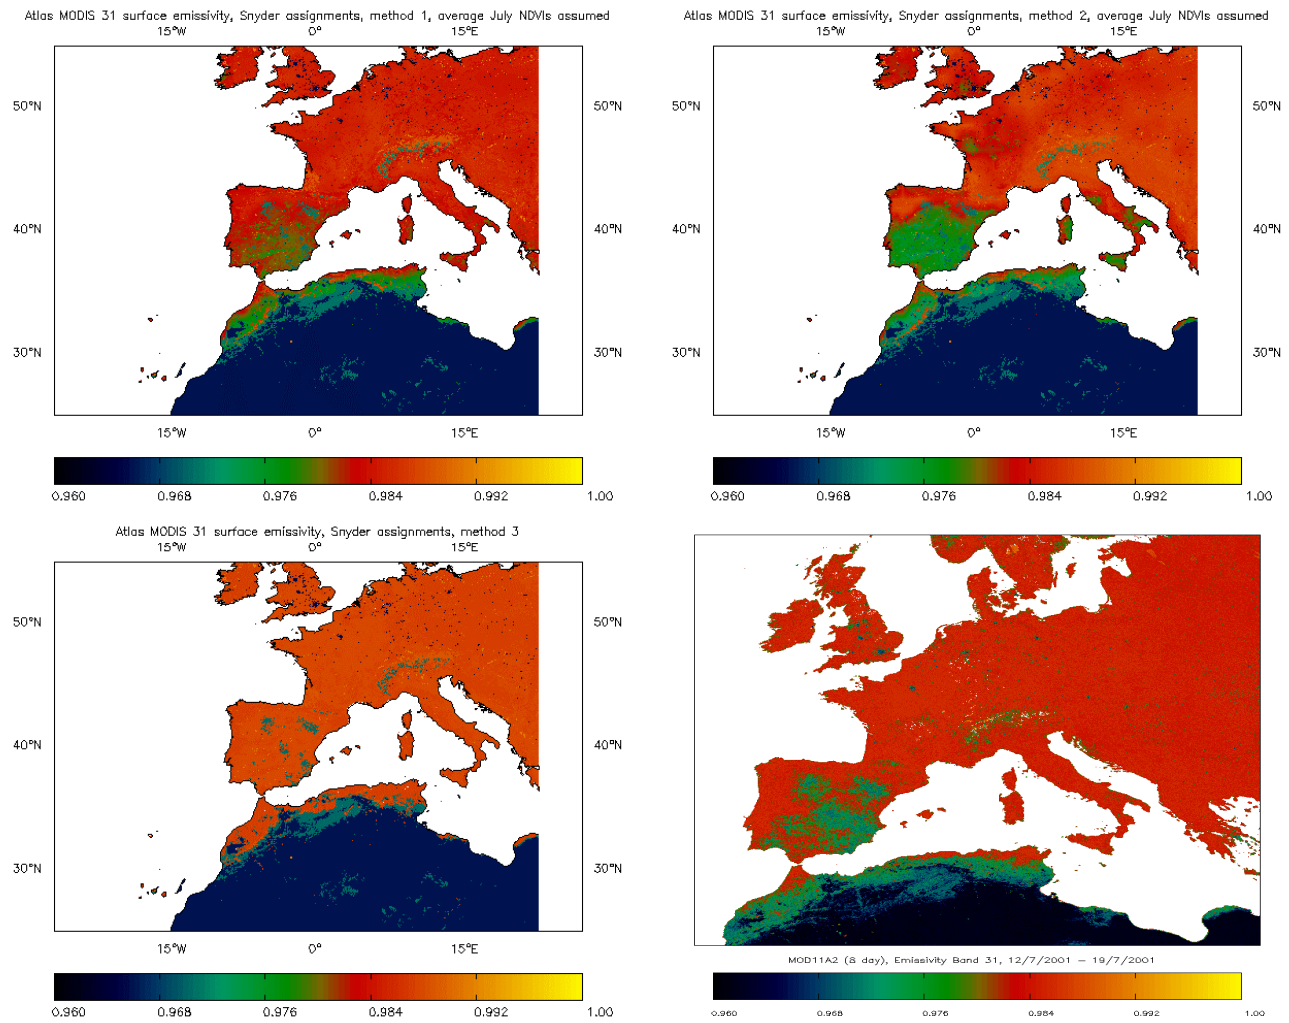 Atlas MODIS 31 surface emissivity, Snyder assignments, method 1, average July NDVIs assumed
15°W 0° 15°E
50°N
40°N
30°N
50°N
40°N
30°N
15°W 0° 15°E
0.960 0.968 0.976 0.984 0.992 1.00
Atlas MODIS 31 surface emissivity, Snyder assignments, method 2, average July NDVIs assumed
15°W 0° 15°E
50°N
40°N
30°N
15°W 0° 15°E
0.960 0.968 0.976 0.984 0.992 1.00
Atlas MODIS 31 surface emissivity, Snyder assignments, method 3
15°W 0° 15°E
50°N
40°N
30°N
50°N
40°N
30°N
15°W 0° 15°E
0.960 0.968 0.976 0.984 0.992 1.00
MOD11A2 (8 day), Emissivity Band 31, 12/7/2001 – 19/7/2001
0.960 0.968 0.976 0.984 0.992 1.00